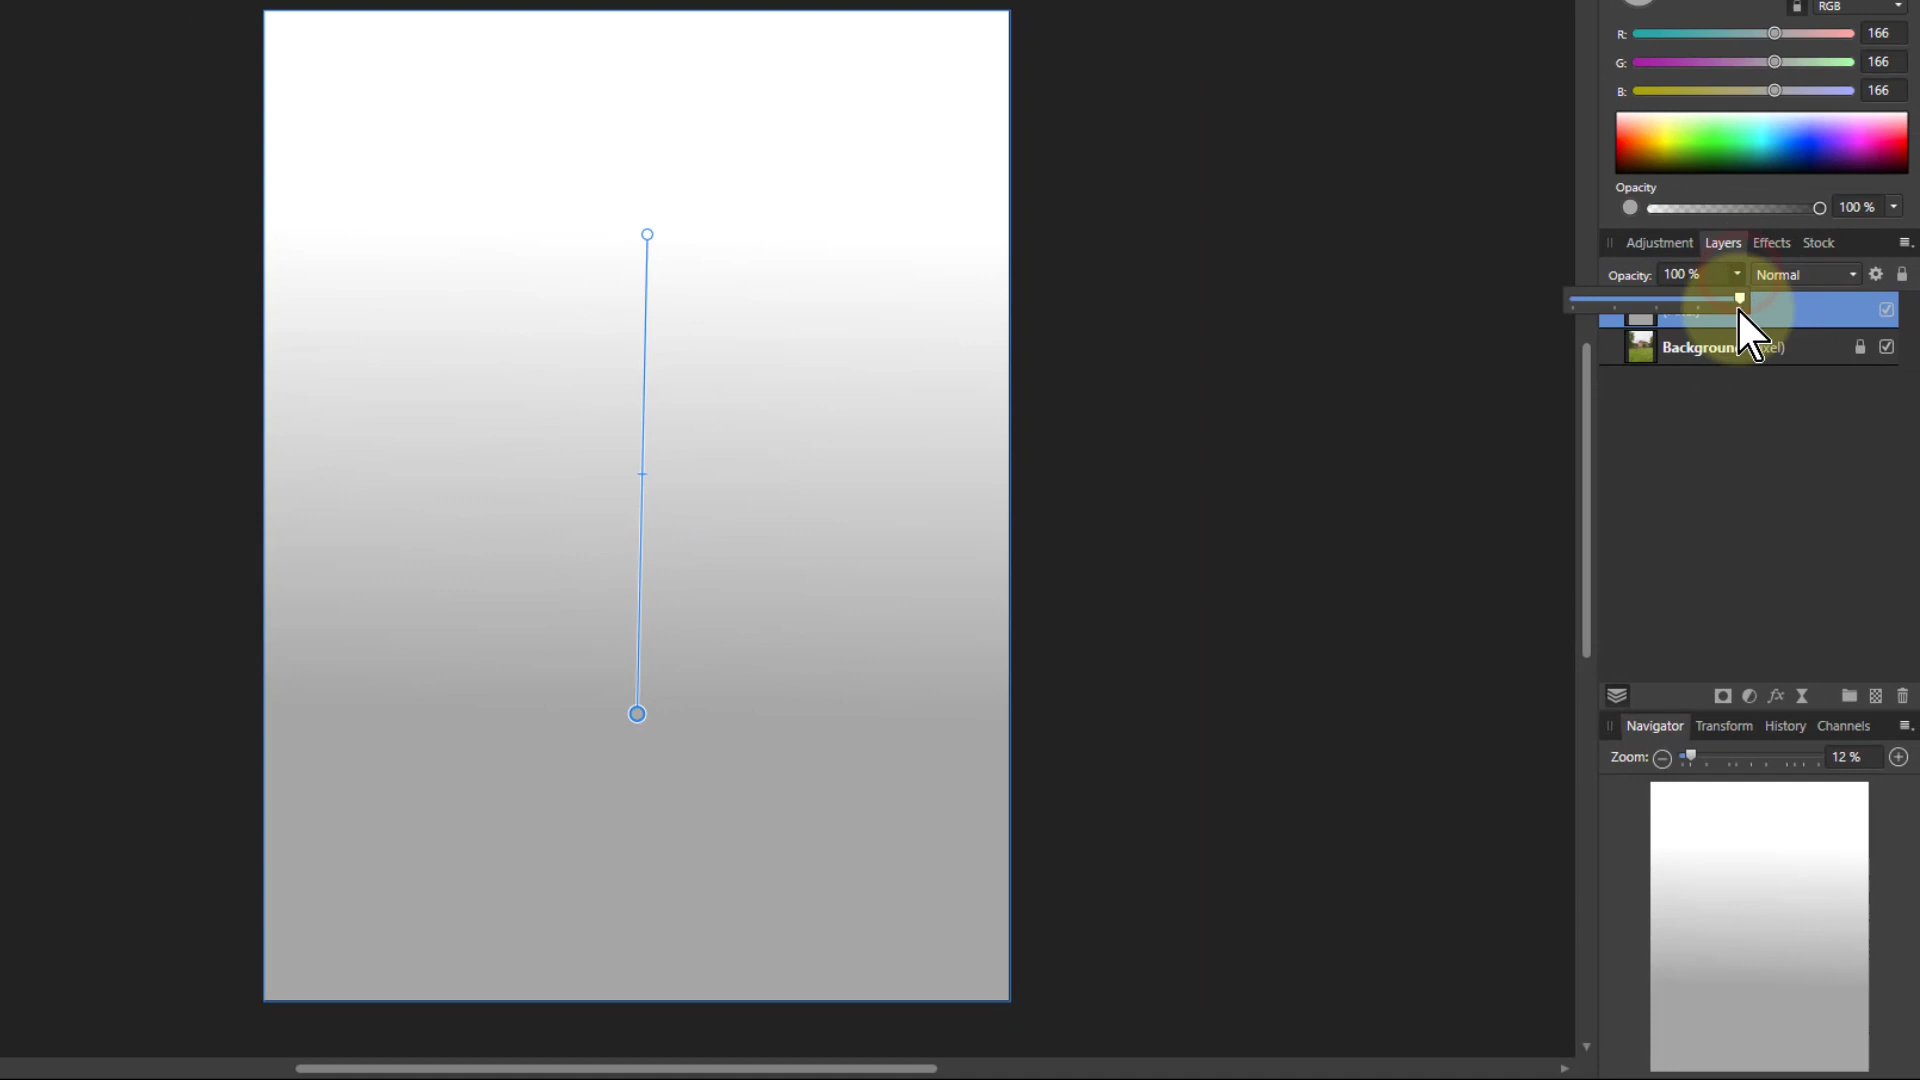 RGB
R: 166
G: 166
B: 166
Opacity
100 %
Adjustment Layers Effects Stock
Opacity: 100 % Normal
Background
Navigator Transform History Channels
Zoom: 12 %